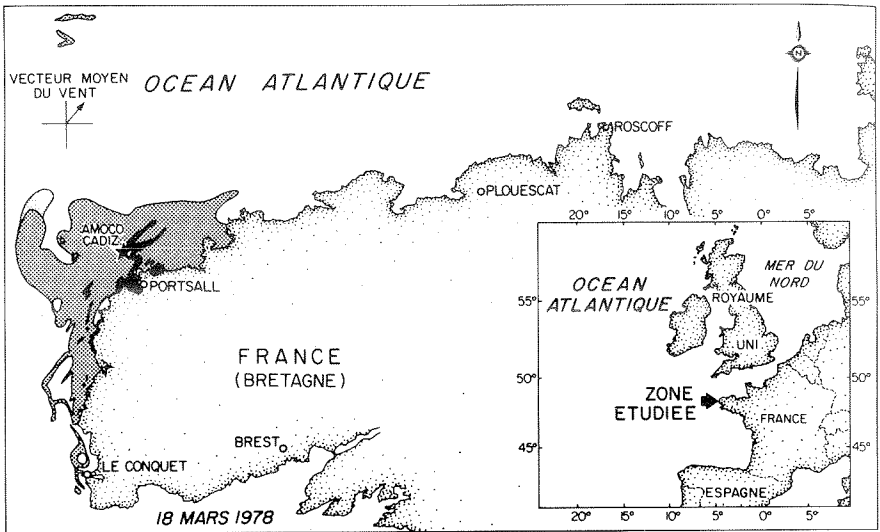 VECTEUR MOYEN
DU VENT
OCEAN ATLANTIQUE
N
ROSCOFF
PLOUESCAT
AMOCO
CADIZ
PORTSALL
FRANCE
(BRETAGNE)
BREST
LE CONQUET
18 MARS 1978
20° 15° 10° 5° 0° 5°
OCEAN
ATLANTIQUE
MER DU
NORD
ROYAUME
UNI
55° 55°
50° 50°
ZONE
ETUDIEE
FRANCE
45° 45°
ESPAGNE
20° 15° 10° 5° 0° 5°